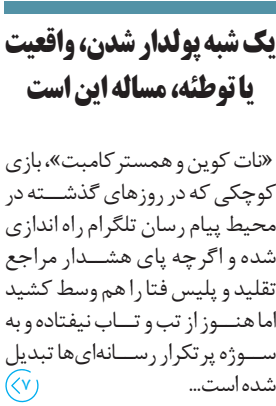 یک شبه پولدار شدن، واقعیت
یا توطئه، مساله این است
«نات کوین و همستر کامبت»، بازی
کوچکی که در روزهای گذشته در
محیط پیام رسان تلگرام راه اندازی
شده و اگرچه پای هشدار مراجع
تقلید و پلیس فتا را هم وسط کشید
اما هنوز از تب و تاب نیفتاده و به
سوژه پرتکرار رسانه‌ای‌ها تبدیل
شده است...
۷